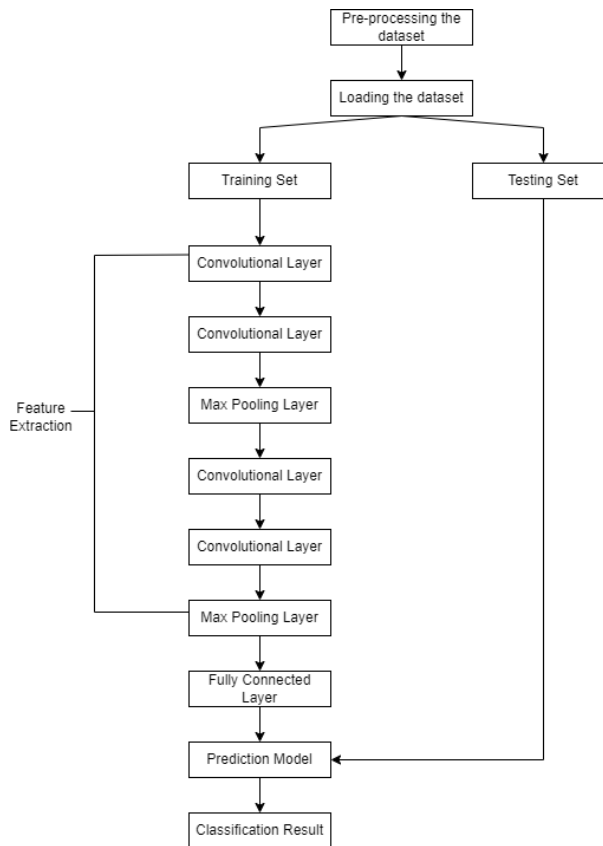 Pre-processing the
dataset
Loading the dataset
Training Set
Testing Set
Convolutional Layer
Convolutional Layer
Max Pooling Layer
Feature
Extraction
Convolutional Layer
Convolutional Layer
Max Pooling Layer
Fully Connected
Layer
Prediction Model
Classification Result